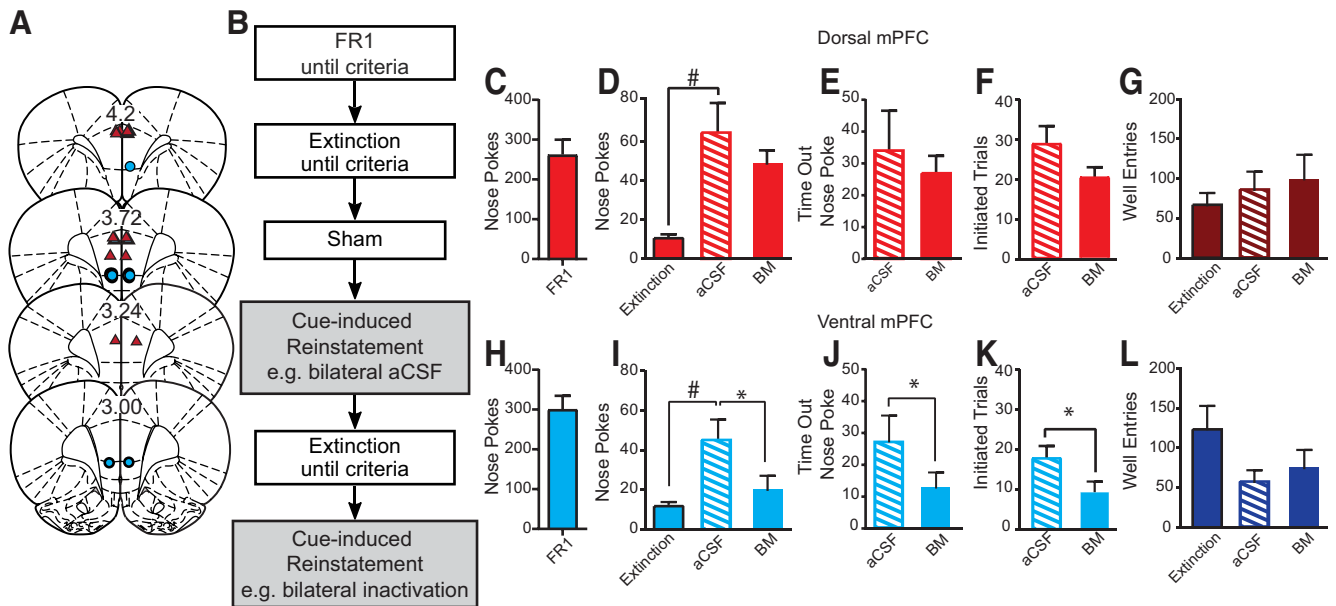 A
4.2
3.72
3.24
3.00
B
FR1
until criteria
Extinction
until criteria
Sham
Cue-induced
Reinstatement
e.g. bilateral aCSF
Extinction
until criteria
Cue-induced
Reinstatement
e.g. bilateral inactivation
Dorsal mPFC
C
Nose Pokes
400
300
200
100
0
FR1
D
Nose Pokes
80
60
40
20
0
#
Extinction
aCSF
BM
E
Time Out
Nose Poke
50
40
30
20
10
0
aCSF
BM
F
Initiated Trials
40
30
20
10
0
aCSF
BM
G
Well Entries
200
150
100
50
0
Extinction
aCSF
BM
Ventral mPFC
H
Nose Pokes
400
300
200
100
0
FR1
I
Nose Pokes
80
60
40
20
0
#
*
Extinction
aCSF
BM
J
Time Out
Nose Poke
50
40
30
20
10
0
*
aCSF
BM
K
Initiated Trials
40
30
20
10
0
*
aCSF
BM
L
Well Entries
200
150
100
50
0
Extinction
aCSF
BM